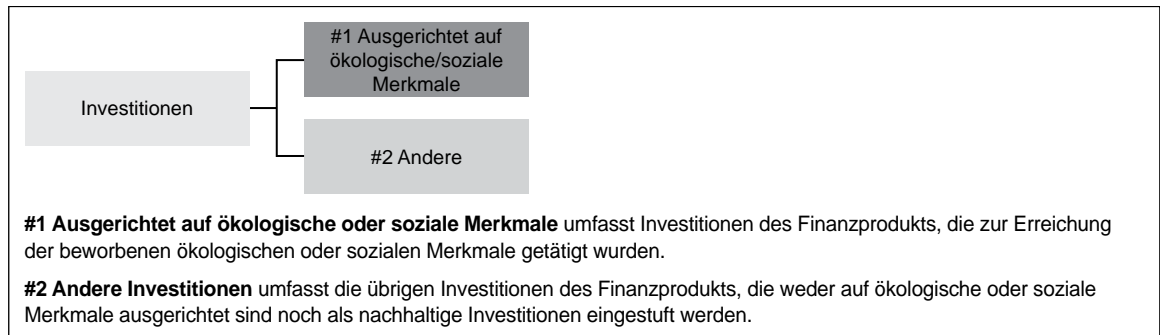 #1 Ausgerichtet auf
ökologische/soziale
Merkmale
Investitionen
#2 Andere
#1 Ausgerichtet auf ökologische oder soziale Merkmale umfasst Investitionen des Finanzprodukts, die zur Erreichung
der beworbenen ökologischen oder sozialen Merkmale getätigt wurden.
#2 Andere Investitionen umfasst die übrigen Investitionen des Finanzprodukts, die weder auf ökologische oder soziale
Merkmale ausgerichtet sind noch als nachhaltige Investitionen eingestuft werden.